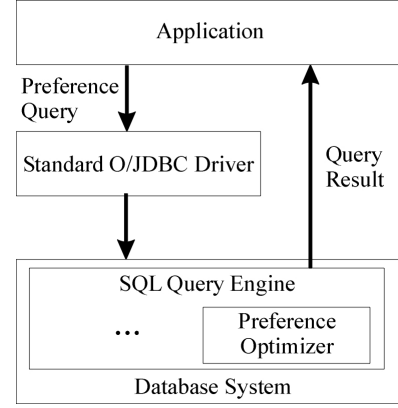 Application
Preference
Query
Standard O/JDBC Driver
Query
Result
SQL Query Engine
...
Preference
Optimizer
Database System